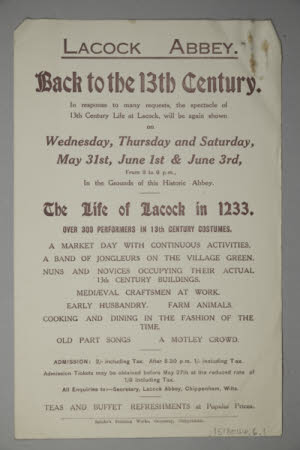 LACOCK ABBEY.
Back to the 13th Century.
In response to many requests, the spectacle of
13th Century Life at Lacock, will be again shown
on
Wednesday, Thursday and Saturday,
May 31st, June 1st & June 3rd,
From 3 to 9 p.m.,
In the Grounds of this Historic Abbey.
The Life of Lacock in 1233.
OVER 300 PERFORMERS IN 13th CENTURY COSTUMES.
A MARKET DAY WITH CONTINUOUS ACTIVITIES.
A BAND OF JONGLEURS ON THE VILLAGE GREEN.
NUNS AND NOVICES OCCUPYING THEIR ACTUAL
13th CENTURY BUILDINGS.
MEDIÆVAL CRAFTSMEN AT WORK.
EARLY HUSBANDRY. FARM ANIMALS.
COOKING AND DINING IN THE FASHION OF THE
TIME.
OLD PART SONGS A MOTLEY CROWD.
ADMISSION: 2/- including Tax. After 5.30 p.m. 1/- including Tax.
Admission Tickets may be obtained before May 27th at the reduced rate of
1/6 including Tax.
All Enquiries to:—Secretary, Lacock Abbey, Chippenham, Wilts.
TEAS AND BUFFET REFRESHMENTS at Popular Prices.
Printing Works, Chippenham.